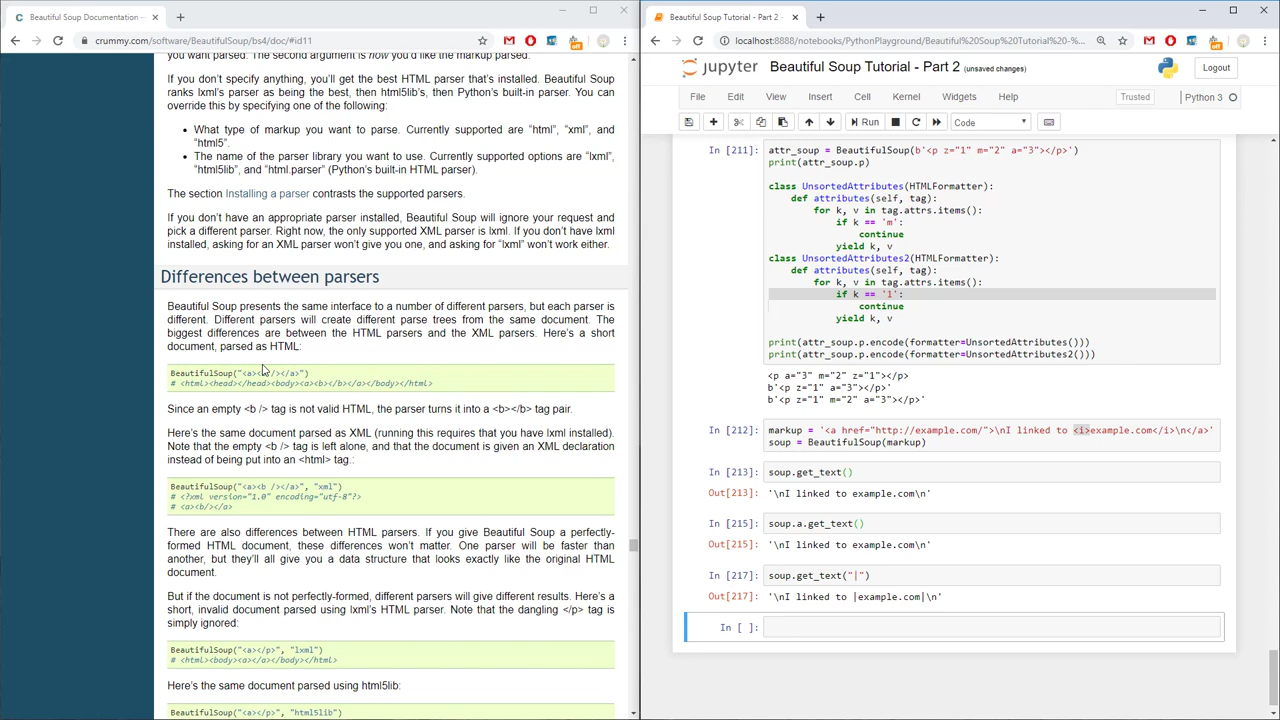 Beautiful Soup Documentation —
crummy.com/software/BeautifulSoup/bs4/doc/#id11
you want parsed. The second argument is how you'd like the markup parsed.
If you don't specify anything, you'll get the best HTML parser that's installed. Beautiful Soup
ranks lxml's parser as being the best, then html5lib's, then Python's built-in parser. You can
override this by specifying one of the following:
• What type of markup you want to parse. Currently supported are “html”, “xml”, and
“html5”.
• The name of the parser library you want to use. Currently supported options are “lxml”,
“html5lib”, and “html.parser” (Python's built-in HTML parser).
The section Installing a parser contrasts the supported parsers.
If you don't have an appropriate parser installed, Beautiful Soup will ignore your request and
pick a different parser. Right now, the only supported XML parser is lxml. If you don't have lxml
installed, asking for an XML parser won't give you one, and asking for “lxml” won't work either.
Differences between parsers
Beautiful Soup presents the same interface to a number of different parsers, but each parser is
different. Different parsers will create different parse trees from the same document. The
biggest differences are between the HTML parsers and the XML parsers. Here's a short
document, parsed as HTML:
BeautifulSoup("<a><b /></a>")
# <html><head></head><body><a><b></b></a></body></html>
Since an empty <b /> tag is not valid HTML, the parser turns it into a <b></b> tag pair.
Here's the same document parsed as XML (running this requires that you have lxml installed).
Note that the empty <b /> tag is left alone, and that the document is given an XML declaration
instead of being put into an <html> tag.:
BeautifulSoup("<a><b /></a>", "xml")
# <?xml version="1.0" encoding="utf-8"?>
# <a><b/></a>
There are also differences between HTML parsers. If you give Beautiful Soup a perfectly-
formed HTML document, these differences won't matter. One parser will be faster than
another, but they'll all give you a data structure that looks exactly like the original HTML
document.
But if the document is not perfectly-formed, different parsers will give different results. Here's a
short, invalid document parsed using lxml's HTML parser. Note that the dangling </p> tag is
simply ignored:
BeautifulSoup("<a></p>", "lxml")
# <html><body><a></a></body></html>
Here's the same document parsed using html5lib:
BeautifulSoup("<a></p>", "html5lib")
Beautiful Soup Tutorial - Part 2 -
localhost:8888/notebooks/PythonPlayground/Beautiful%20Soup%20Tutorial%20-%...
jupyter Beautiful Soup Tutorial - Part 2 (unsaved changes) Logout
File Edit View Insert Cell Kernel Widgets Help Trusted Python 3
Run Code
In [211]: attr_soup = BeautifulSoup(b'<p z="1" m="2" a="3"></p>')
print(attr_soup.p)
class UnsortedAttributes(HTMLFormatter):
def attributes(self, tag):
for k, v in tag.attrs.items():
if k == 'm':
continue
yield k, v
class UnsortedAttributes2(HTMLFormatter):
def attributes(self, tag):
for k, v in tag.attrs.items():
if k == '1':
continue
yield k, v
print(attr_soup.p.encode(formatter=UnsortedAttributes()))
print(attr_soup.p.encode(formatter=UnsortedAttributes2()))
<p a="3" m="2" z="1"></p>
b'<p z="1" a="3"></p>'
b'<p z="1" m="2" a="3"></p>'
In [212]: markup = '<a href="http://example.com/">\nI linked to <i>example.com</i>\n</a>'
soup = BeautifulSoup(markup)
In [213]: soup.get_text()
Out[213]: '\nI linked to example.com\n'
In [215]: soup.a.get_text()
Out[215]: '\nI linked to example.com\n'
In [217]: soup.get_text("|")
Out[217]: '\nI linked to |example.com|\n'
In [ ]: